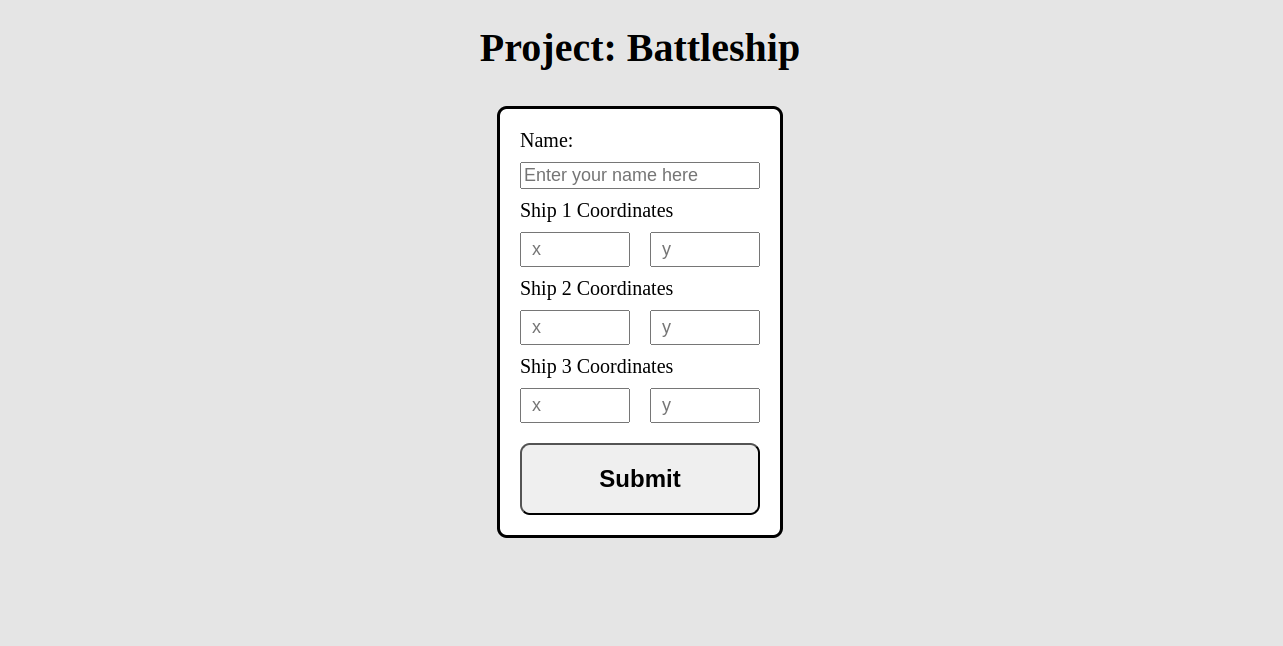 Project: Battleship
Name:
Enter your name here
Ship 1 Coordinates
x y
Ship 2 Coordinates
x y
Ship 3 Coordinates
x y
Submit